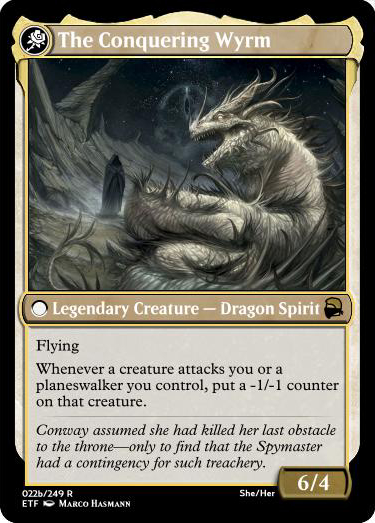 The Conquering Wyrm
Legendary Creature — Dragon Spirit
Flying
Whenever a creature attacks you or a
planeswalker you control, put a -1/-1 counter
on that creature.
Conway assumed she had killed her last obstacle
to the throne—only to find that the Spymaster
had a contingency for such treachery.
6/4
022b/249 R
She/Her
ETF Marco Hasmann